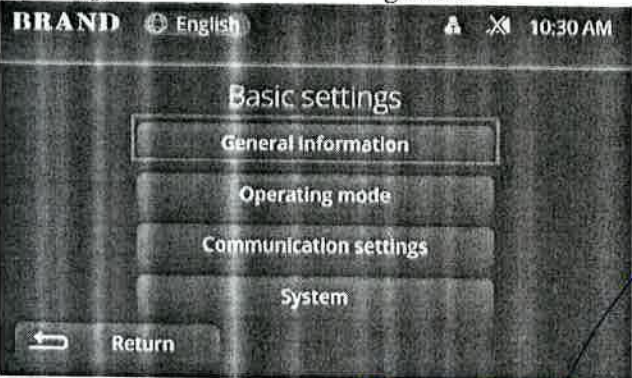 BRAND English 10:30 AM
Basic settings
General Information
Operating mode
Communication settings
System
Return